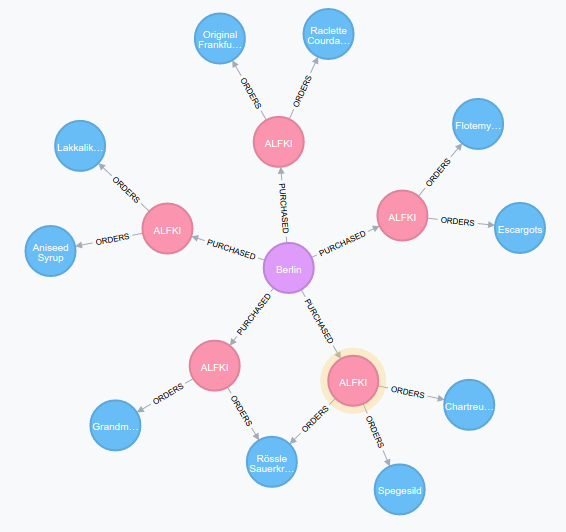 Original
Frankfu…
Raclette
Courda…
ORDERS
ORDERS
ALFKI
Lakkalik…
Flotemy…
ORDERS
ORDERS
PURCHASED
ALFKI
ORDERS
Escargots
Aniseed
Syrup
ORDERS
ALFKI
PURCHASED
PURCHASED
Berlin
PURCHASED
PURCHASED
ALFKI
ALFKI
ORDERS
ORDERS
ORDERS
ORDERS
Chartreu…
Grandm…
ORDERS
Rössle
Sauerkr…
Spegesild